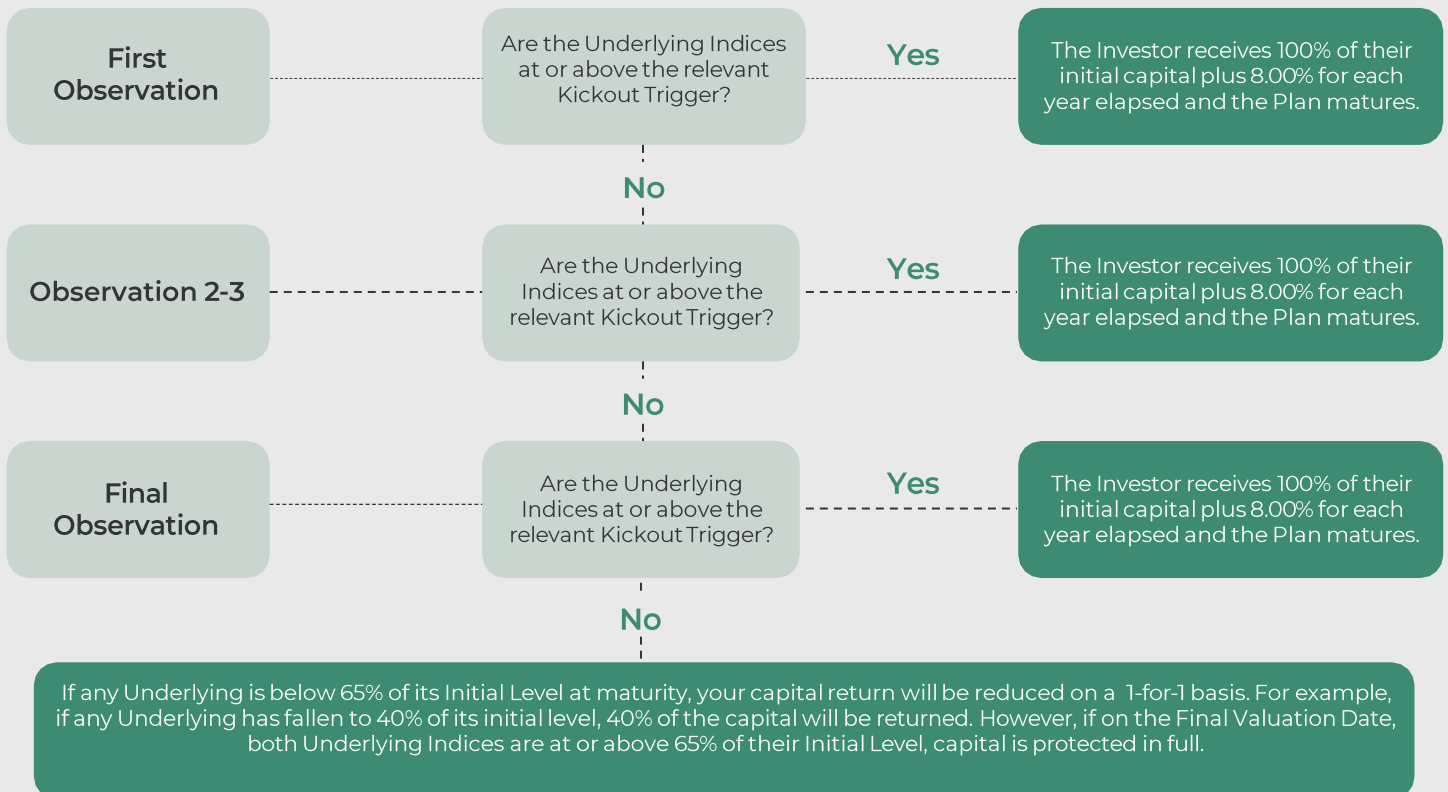 First
Observation
Are the Underlying Indices
at or above the relevant
Kickout Trigger?
Yes
The Investor receives 100% of their
initial capital plus 8.00% for each
year elapsed and the Plan matures.
No
Observation 2-3
Are the Underlying
Indices at or above the
relevant Kickout Trigger?
Yes
The Investor receives 100% of their
initial capital plus 8.00% for each
year elapsed and the Plan matures.
No
Final
Observation
Are the Underlying
Indices at or above the
relevant Kickout Trigger?
Yes
The Investor receives 100% of their
initial capital plus 8.00% for each
year elapsed and the Plan matures.
No
If any Underlying is below 65% of its Initial Level at maturity, your capital return will be reduced on a 1-for-1 basis. For example,
if any Underlying has fallen to 40% of its initial level, 40% of the capital will be returned. However, if on the Final Valuation Date,
both Underlying Indices are at or above 65% of their Initial Level, capital is protected in full.